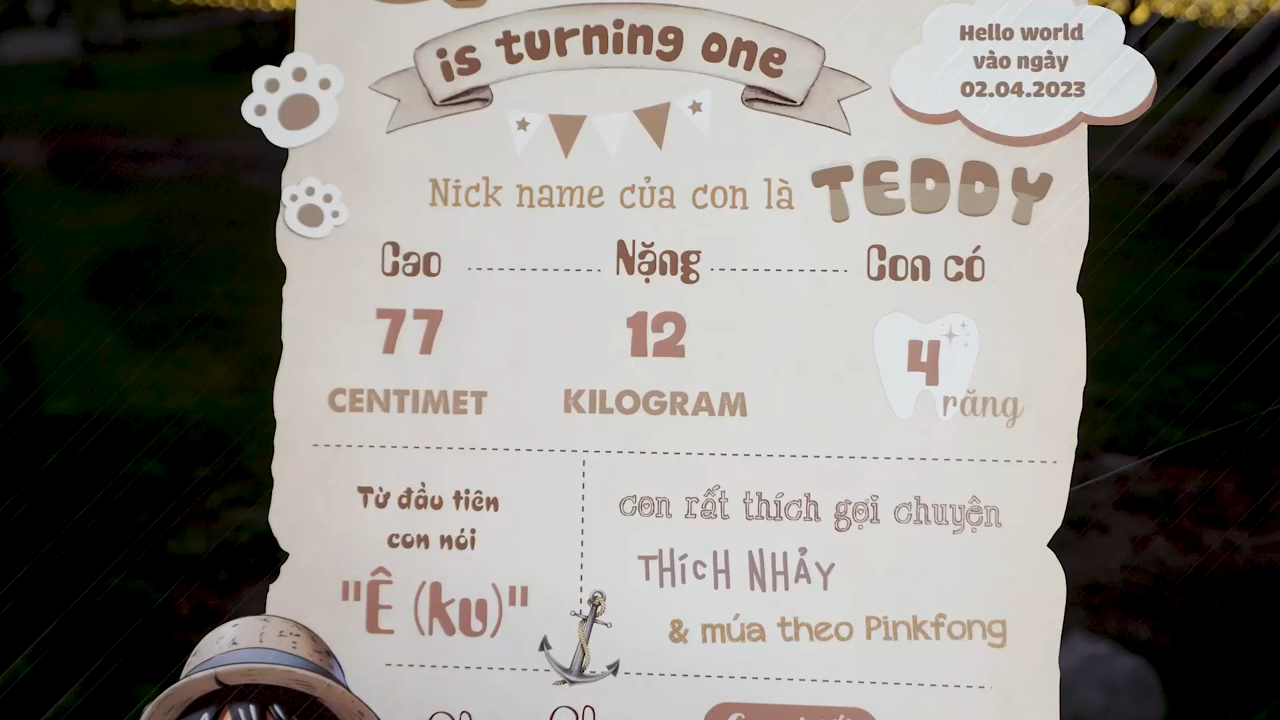 is turning one
Hello world
vào ngày
02.04.2023
Nick name của con là TEDDY
Cao Nặng Con có
77 12 4
CENTIMET KILOGRAM răng
Từ đầu tiên
con nói
"Ê (ku)"
con rất thích gọi chuyện
THÍCH NHẢY
& múa theo Pinkfong